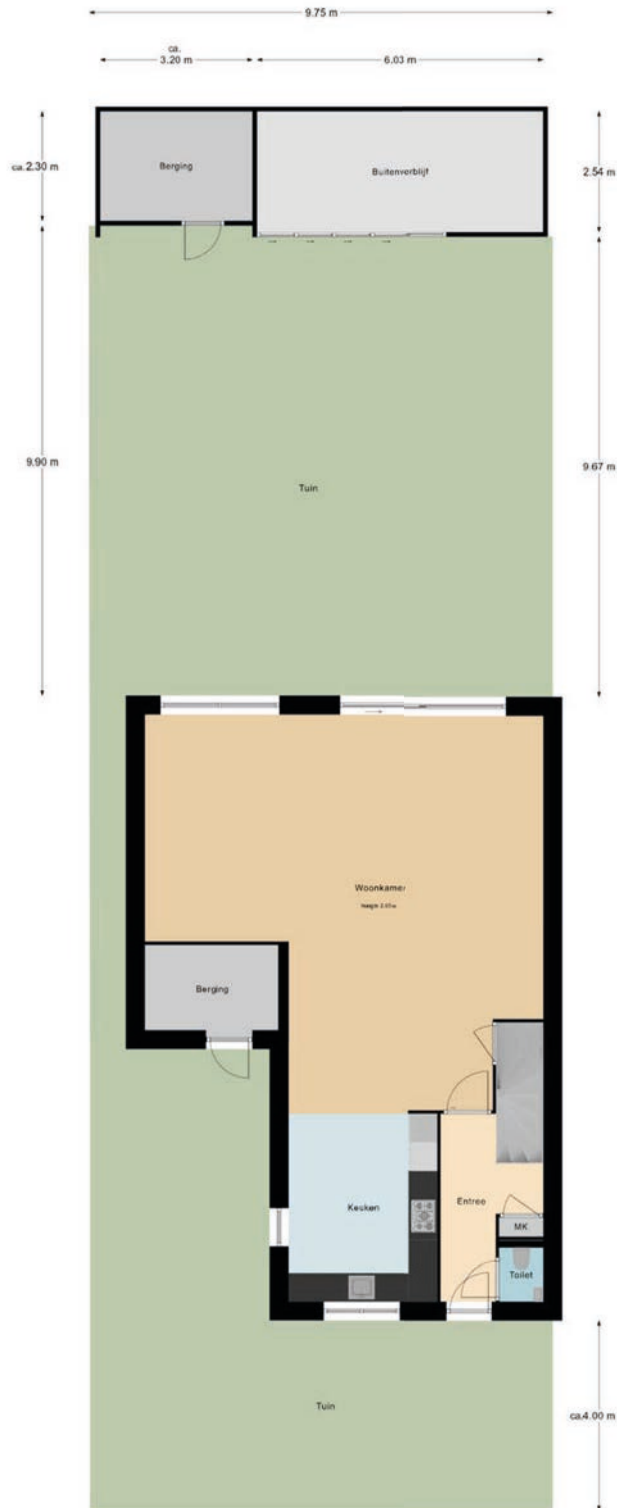 9.75 m
ca.
3.20 m
6.03 m
ca.2.30 m
Berging
Buitenverblijf
2.54 m
9.90 m
Tuin
9.67 m
Woonkamer
Berging
Keuken
Entree
MK
Toilet
Tuin
ca.4.00 m